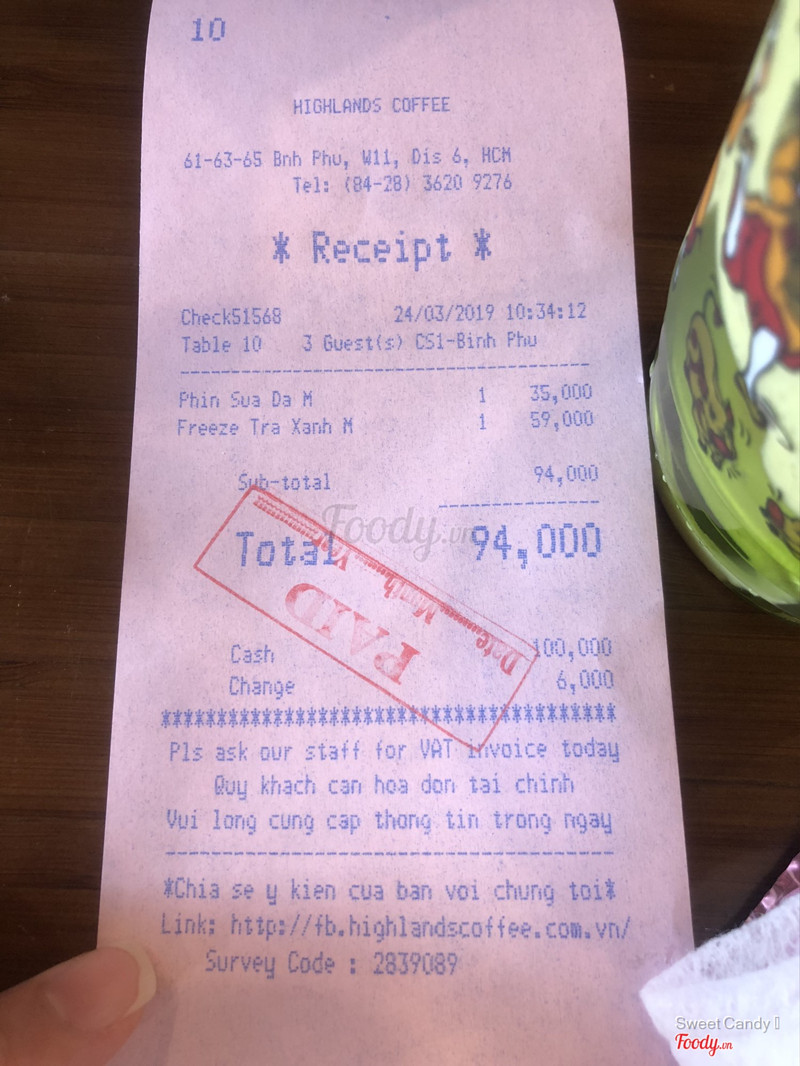 10
HIGHLANDS COFFEE
61-63-65 Bnh Phu, W11, Dis 6, HCM
Tel: (84-28) 3620 9276
* Receipt *
Check51568 24/03/2019 10:34:12
Table 10 3 Guest(s) CS1-Binh Phu
Phin Sua Da M 1 35,000
Freeze Tra Xanh M 1 59,000
Sub-total 94,000
Foody.vn
Total 94,000
PAID
Date Month
Cash 100,000
Change 6,000
****************************************
Pls ask our staff for VAT invoice today
Quy khach can hoa don tai chinh
Vui long cung cap thong tin trong ngay
*Chia se y kien cua ban voi chung toi*
Link: http://fb.highlandscoffee.com.vn/
Survey Code : 2839089
Sweet Candy
Foody.vn